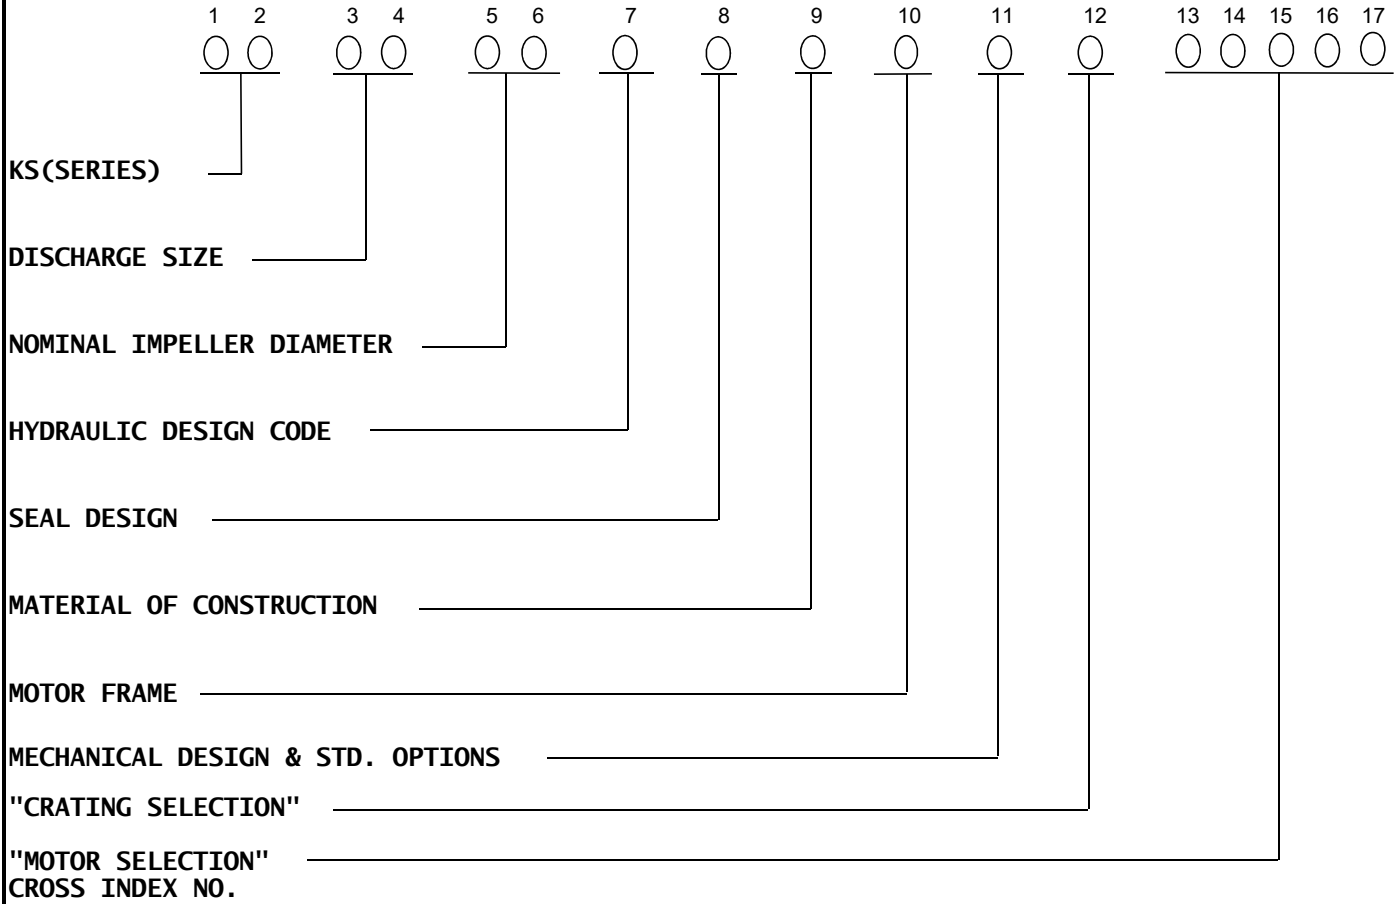 1 2 3 4 5 6 7 8 9 10 11 12 13 14 15 16 17
KS(SERIES)
DISCHARGE SIZE
NOMINAL IMPELLER DIAMETER
HYDRAULIC DESIGN CODE
SEAL DESIGN
MATERIAL OF CONSTRUCTION
MOTOR FRAME
MECHANICAL DESIGN & STD. OPTIONS
"CRATING SELECTION"
"MOTOR SELECTION"
CROSS INDEX NO.